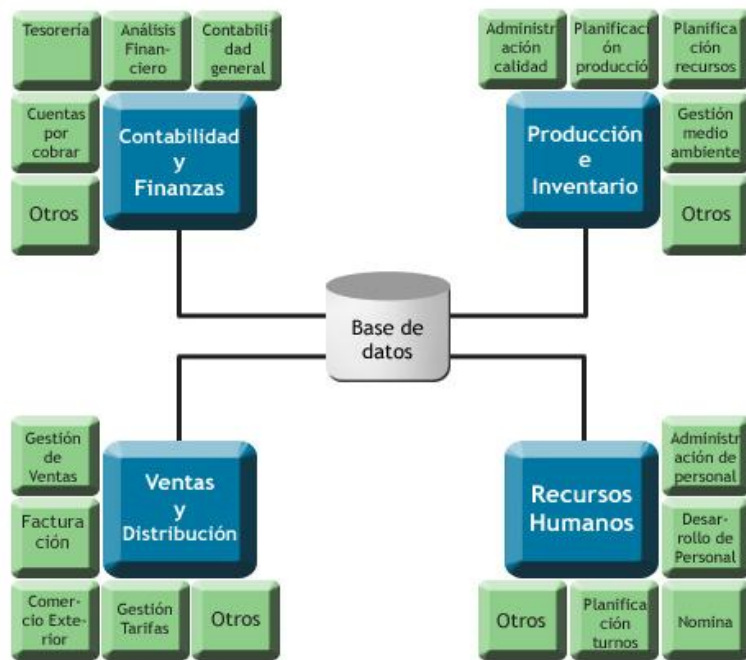 Tesorería
Análisis
Finan-
ciero
Contabili-
dad
general
Cuentas
por
cobrar
Contabilidad
y
Finanzas
Otros
Administr
ación
calidad
Planificaci
ón
producció
Planifica
ción
recursos
Producción
e
Inventario
Gestión
medio
ambiente
Otros
Base de
datos
Gestión
de
Ventas
Ventas
y
Distribución
Factura
ción
Comer-
cio Exte-
rior
Gestión
Tarifas
Otros
Recursos
Humanos
Administr
ación de
personal
Desar-
rollo de
Personal
Otros
Planific
ación
turnos
Nomina